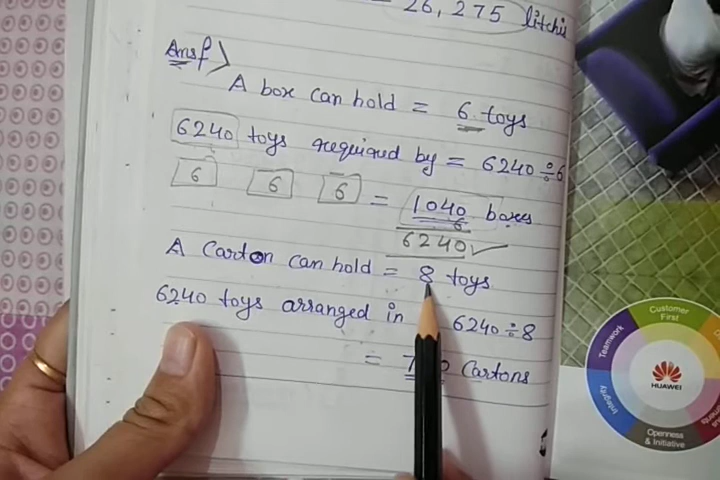 = 26,275 litchis
Ans f >
A box can hold = 6 toys
6240 toys required by = 6240 ÷ 6
6 6 6 = 1040 boxes
6
6240 ✓
A Carton can hold = 8 toys
6240 toys arranged in 6240 ÷ 8
= Cartons
Customer First
Teamwork
Integrity
HUAWEI
Openness & Initiative